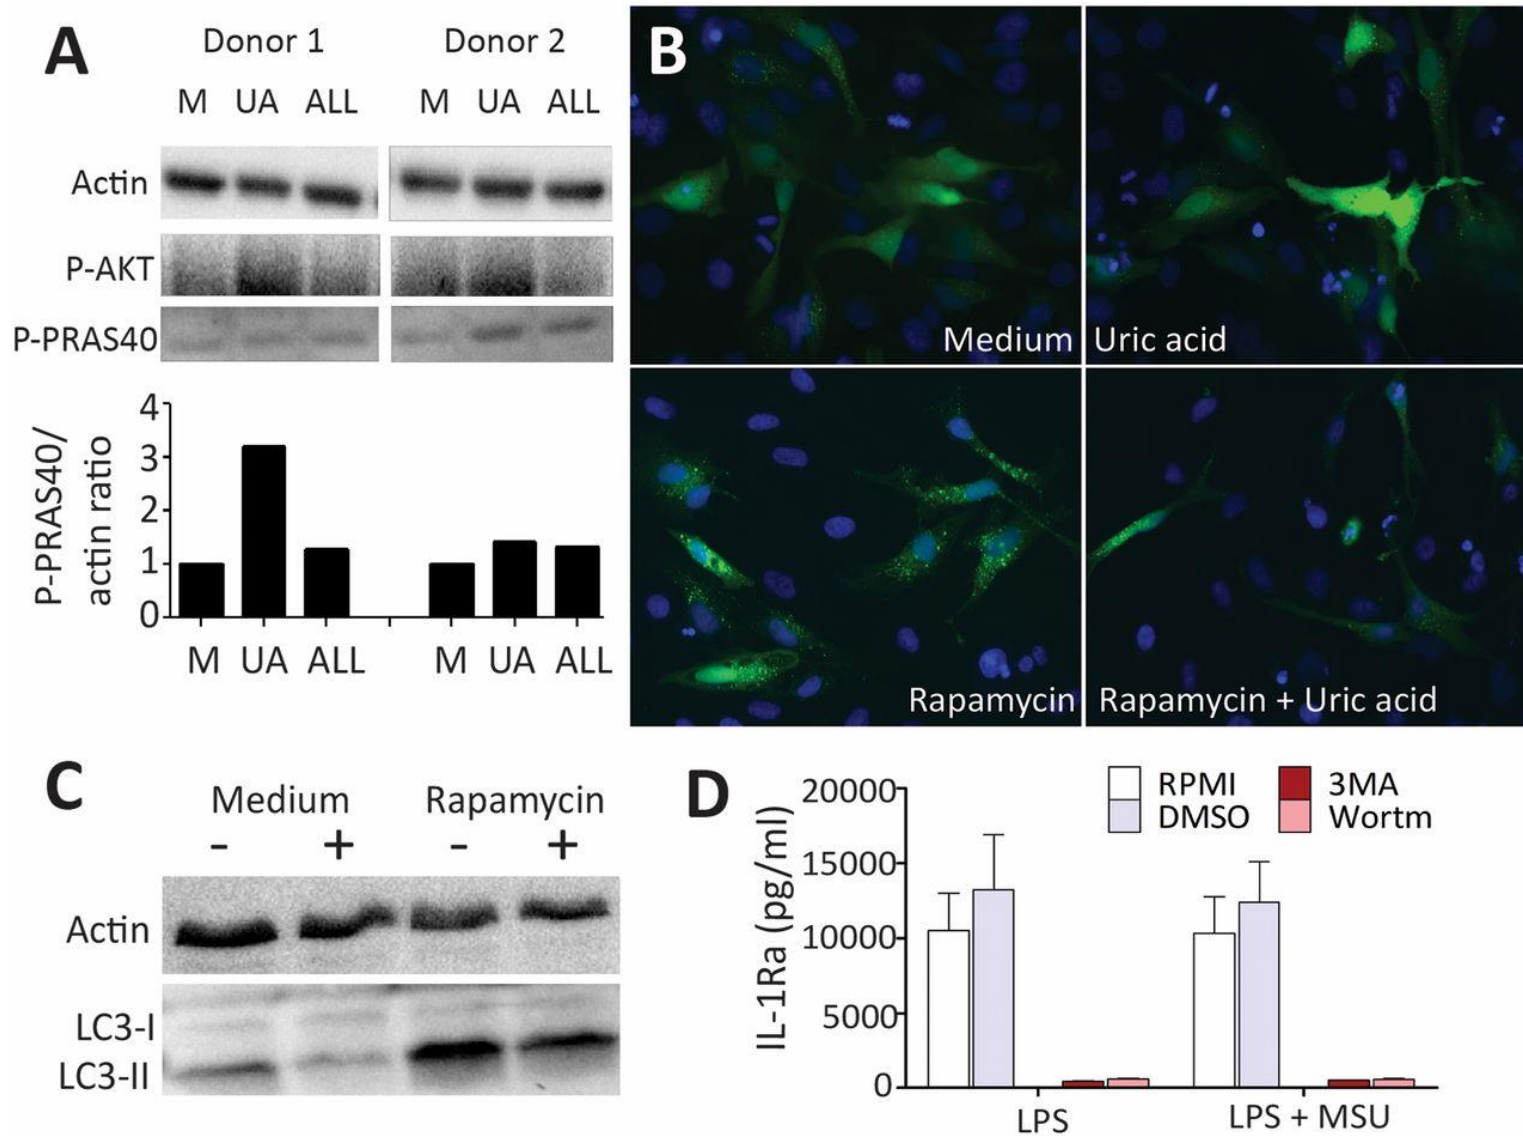 A
Donor 1 Donor 2
M UA ALL M UA ALL
Actin
P-AKT
P-PRAS40
P-PRAS40/
actin ratio
4
3
2
1
0
M UA ALL M UA ALL
B
Medium
Uric acid
Rapamycin
Rapamycin + Uric acid
C
Medium Rapamycin
- + - +
Actin
LC3-I
LC3-II
D
RPMI
DMSO
3MA
Wortm
IL-1Ra (pg/ml)
20000
15000
10000
5000
0
LPS LPS + MSU